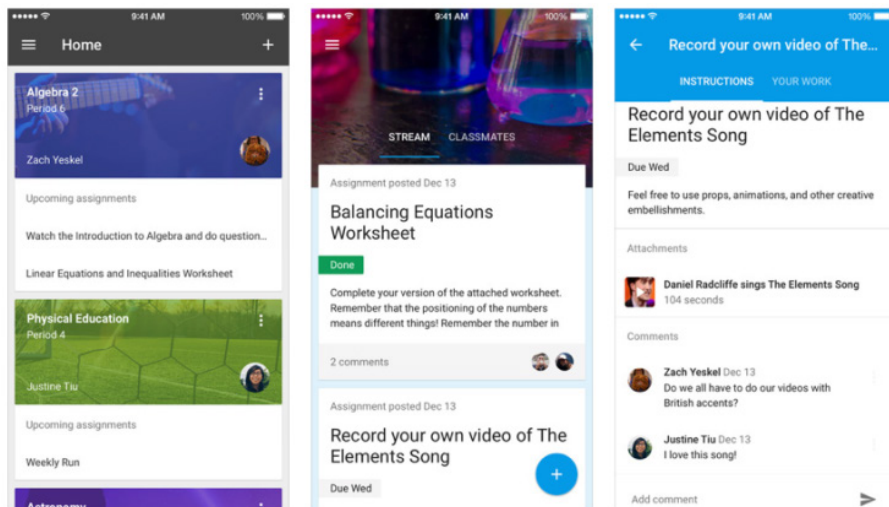 9:41 AM 100%
Home
Algebra 2
Period 6
Zach Yeskel
Upcoming assignments
Watch the Introduction to Algebra and do question...
Linear Equations and Inequalities Worksheet
Physical Education
Period 4
Justine Tiu
Upcoming assignments
Weekly Run
Astronomy
9:41 AM 100%
STREAM CLASSMATES
Assignment posted Dec 13
Balancing Equations
Worksheet
Done
Complete your version of the attached worksheet.
Remember that the positioning of the numbers
means different things! Remember the number in
2 comments
Assignment posted Dec 13
Record your own video of The
Elements Song
Due Wed
9:41 AM 100%
Record your own video of The...
INSTRUCTIONS YOUR WORK
Record your own video of The
Elements Song
Due Wed
Feel free to use props, animations, and other creative
embellishments.
Attachments
Daniel Radcliffe sings The Elements Song
104 seconds
Comments
Zach Yeskel Dec 13
Do we all have to do our videos with
British accents?
Justine Tiu Dec 13
I love this song!
Add comment